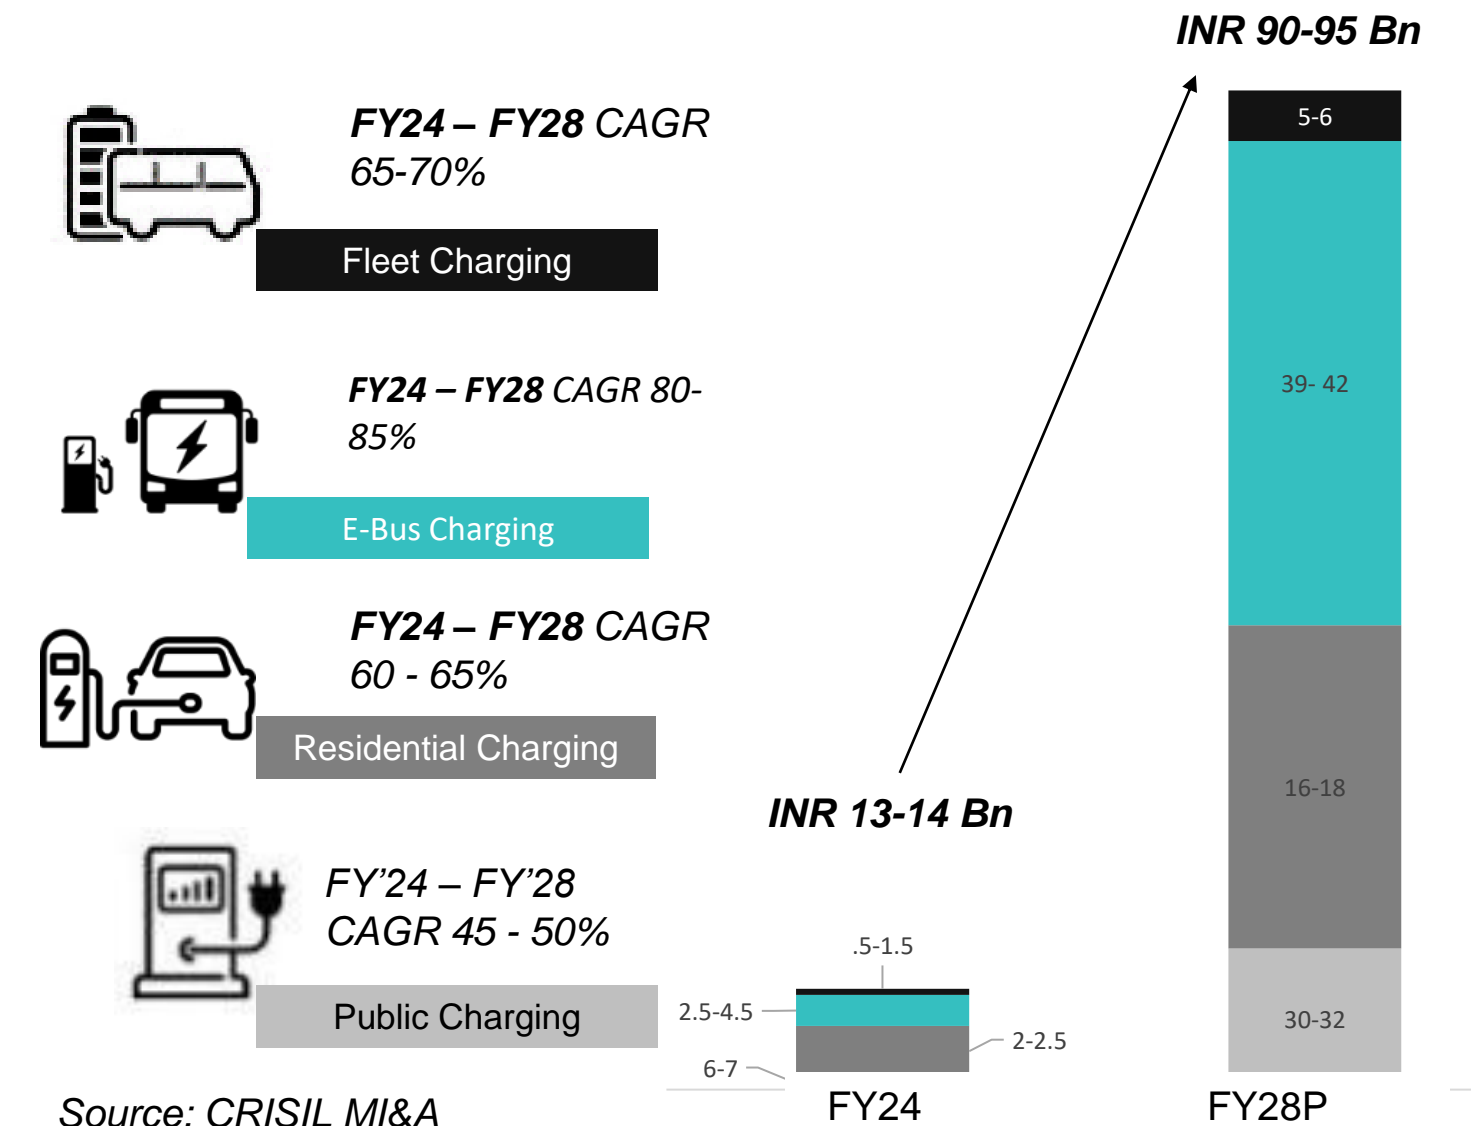 INR 90-95 Bn
FY24 – FY28 CAGR
65-70%
Fleet Charging
FY24 – FY28 CAGR 80-
85%
E-Bus Charging
FY24 – FY28 CAGR
60 - 65%
Residential Charging
FY’24 – FY’28
CAGR 45 - 50%
Public Charging
Source: CRISIL MI&A
INR 13-14 Bn
.5-1.5
2.5-4.5
2-2.5
6-7
FY24
5-6
39- 42
16-18
30-32
FY28P